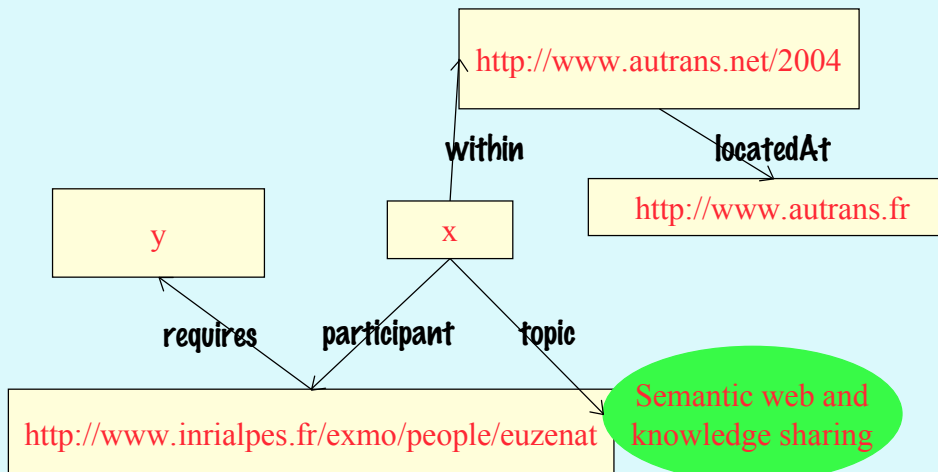 http://www.autrans.net/2004
within
locatedAt
http://www.autrans.fr
y
x
requires
participant
topic
Semantic web and
knowledge sharing
http://www.inrialpes.fr/exmo/people/euzenat